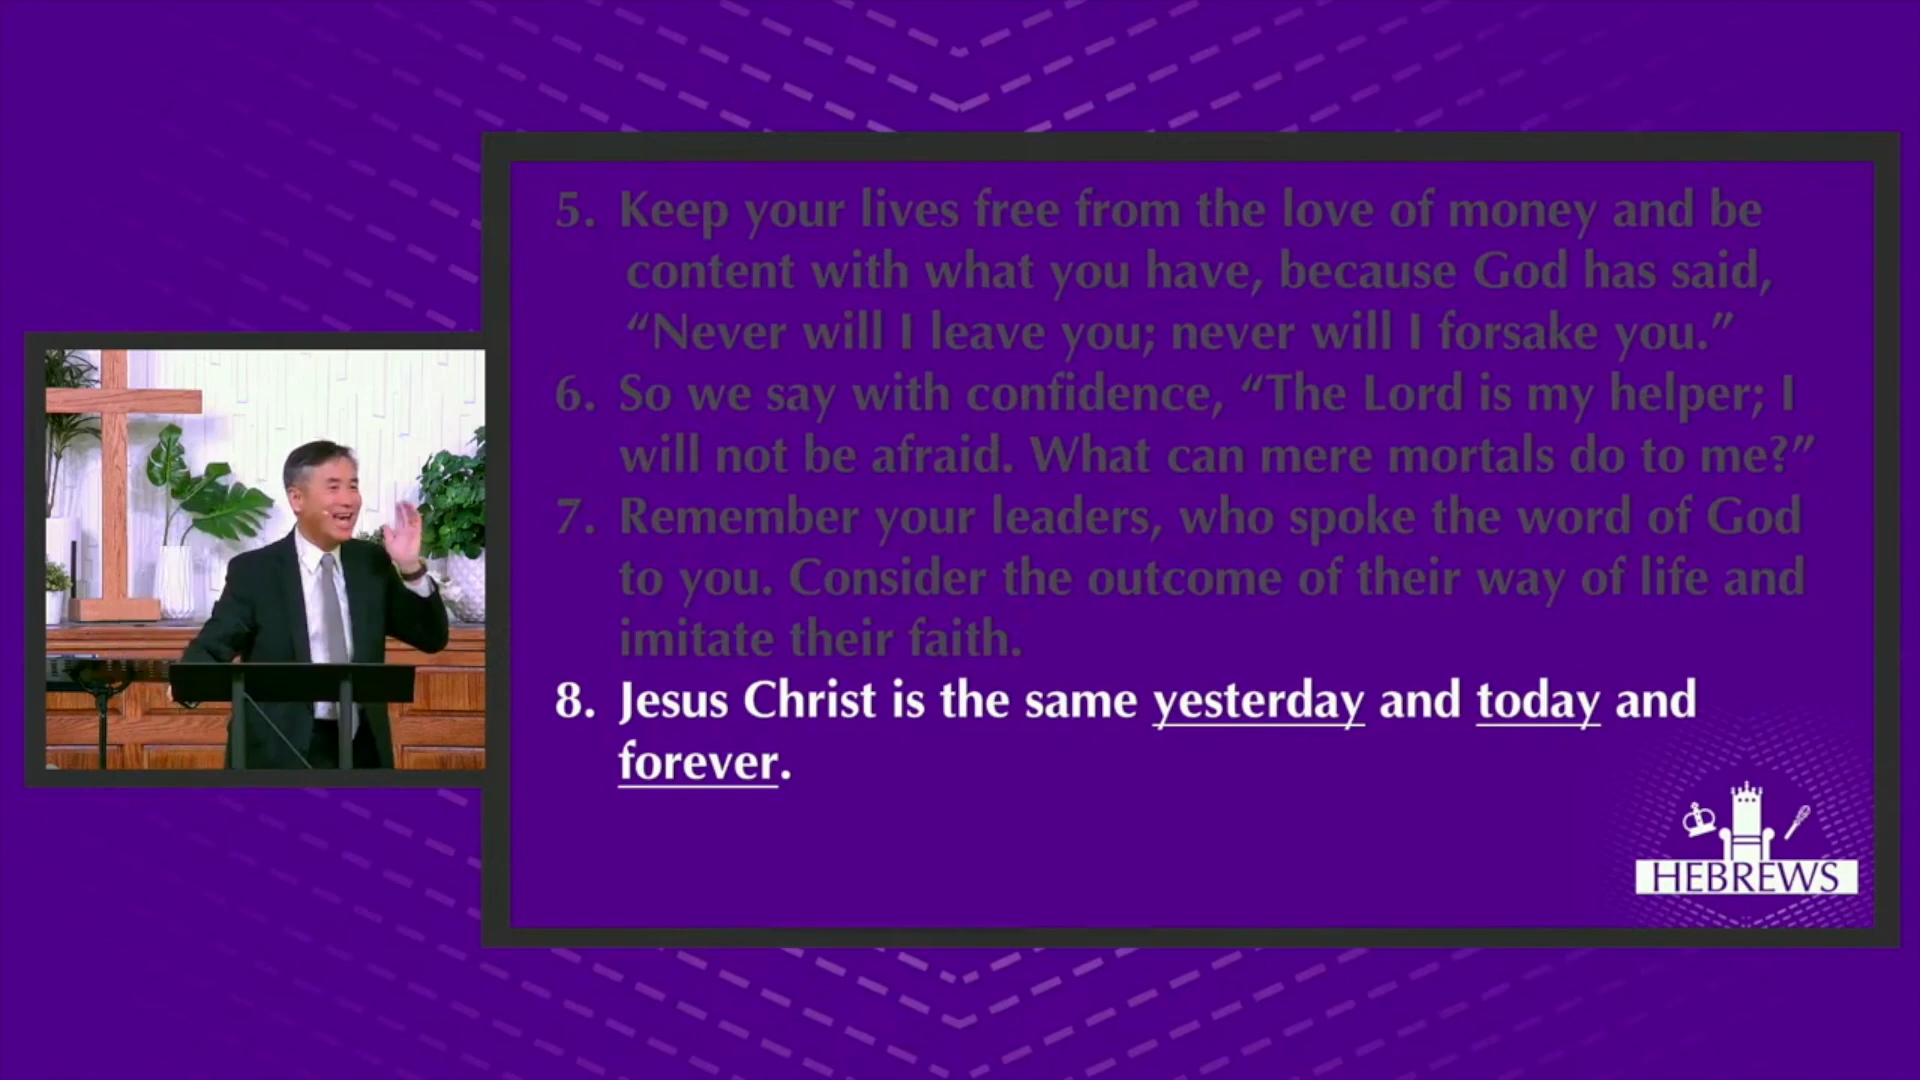 5. Keep your lives free from the love of money and be
content with what you have, because God has said,
“Never will I leave you; never will I forsake you.”
6. So we say with confidence, “The Lord is my helper; I
will not be afraid. What can mere mortals do to me?”
7. Remember your leaders, who spoke the word of God
to you. Consider the outcome of their way of life and
imitate their faith.
8. Jesus Christ is the same yesterday and today and
forever.
HEBREWS